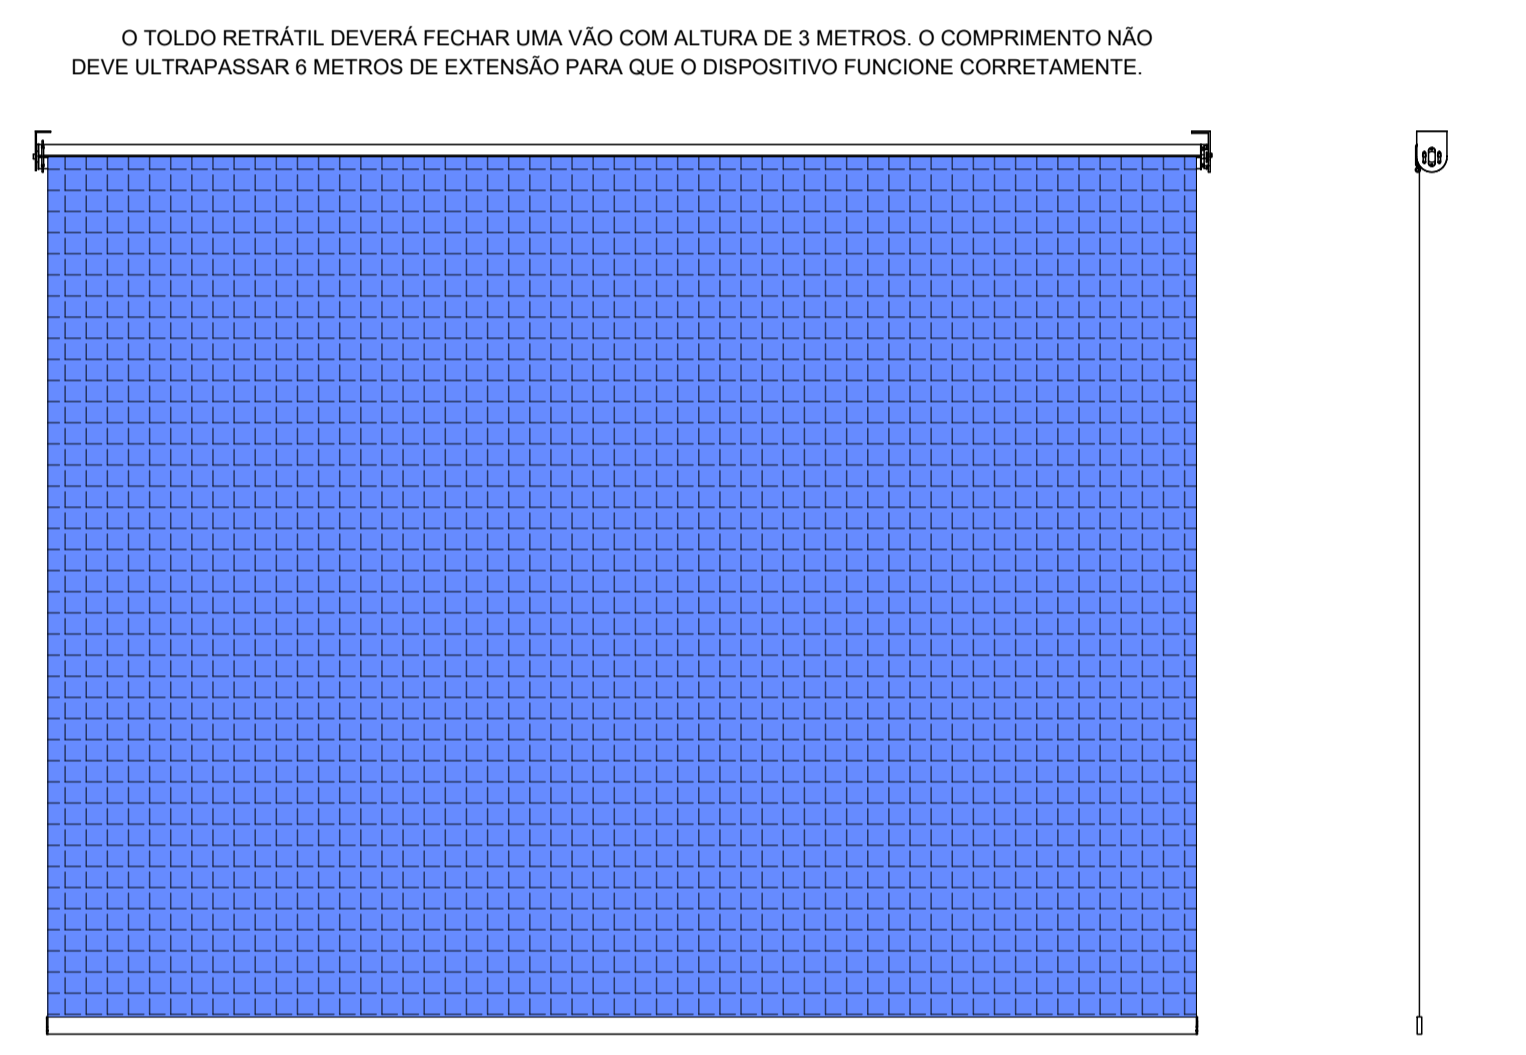 O TOLDO RETRÁTIL DEVERÁ FECHAR UMA VÃO COM ALTURA DE 3 METROS. O COMPRIMENTO NÃO
DEVE ULTRAPASSAR 6 METROS DE EXTENSÃO PARA QUE O DISPOSITIVO FUNCIONE CORRETAMENTE.